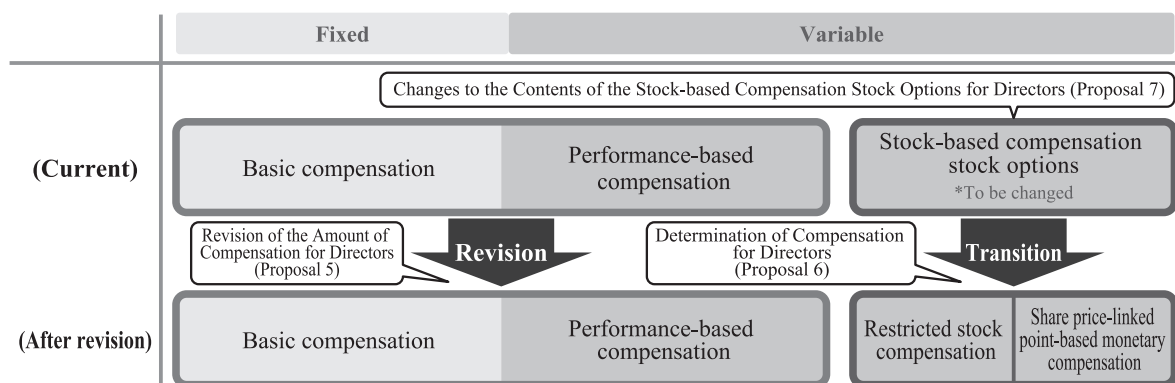 Fixed
Variable
Changes to the Contents of the Stock-based Compensation Stock Options for Directors (Proposal 7)
(Current)
Basic compensation
Performance-based
compensation
Stock-based compensation
stock options
*To be changed
Revision of the Amount of
Compensation for Directors
(Proposal 5)
Revision
Determination of Compensation
for Directors
(Proposal 6)
Transition
(After revision)
Basic compensation
Performance-based
compensation
Restricted stock
compensation
Share price-linked
point-based monetary
compensation